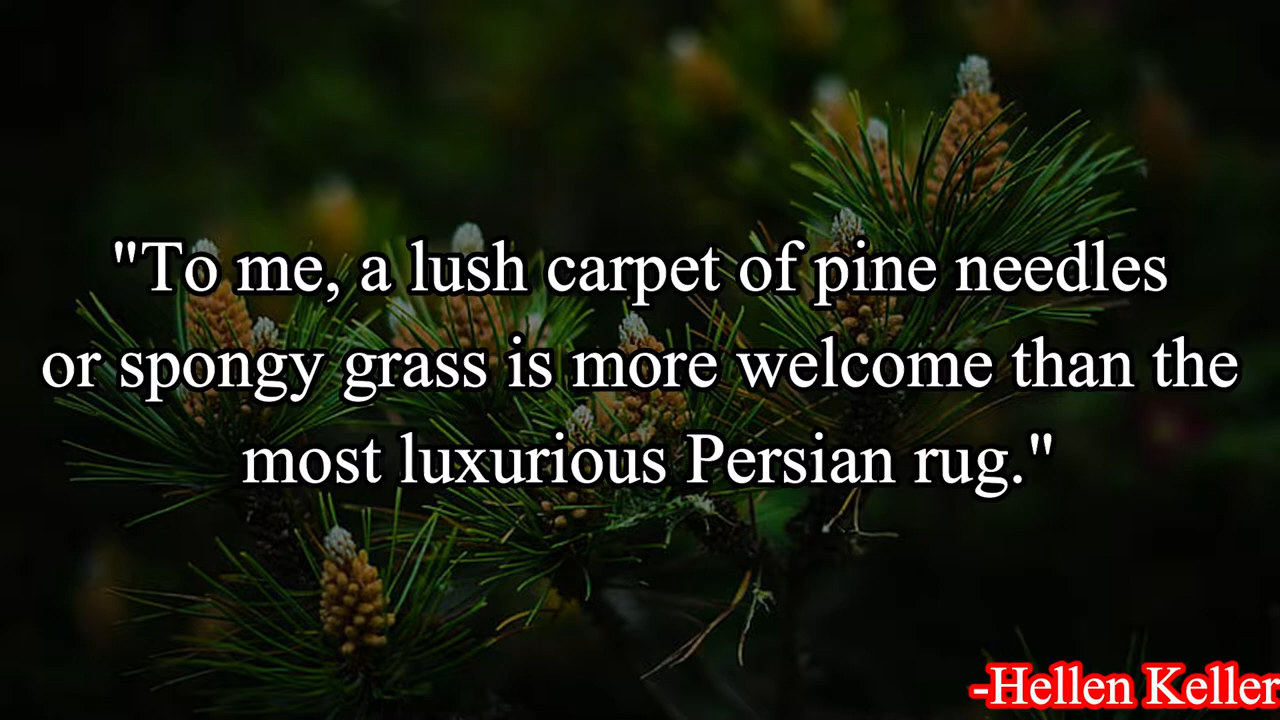 "To me, a lush carpet of pine needles
or spongy grass is more welcome than the
most luxurious Persian rug."
-Hellen Keller